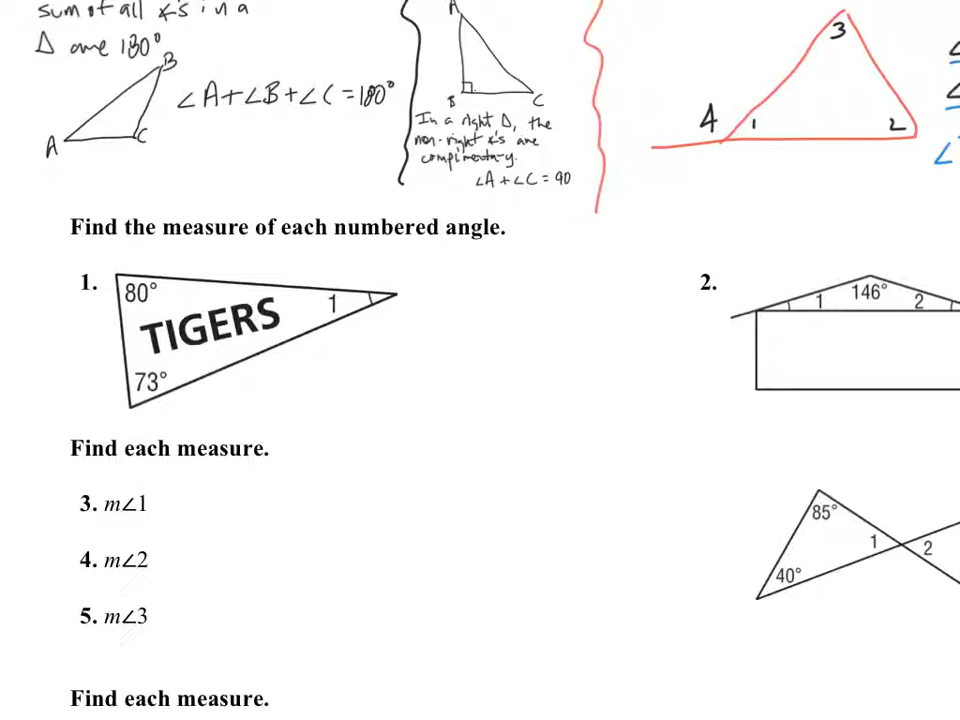 sum of all ∡'s in a
Δ are 180°
B
∠A+∠B+∠C=180°
A
C
A
B
C
In a right Δ, the
non-right ∡'s are
complimentary.
∠A+∠C=90
3
4
1
2
∠
∠
∠
Find the measure of each numbered angle.
1.
80°
1
TIGERS
73°
2.
146°
1
2
Find each measure.
3. m∠1
4. m∠2
5. m∠3
85°
1
2
40°
Find each measure.